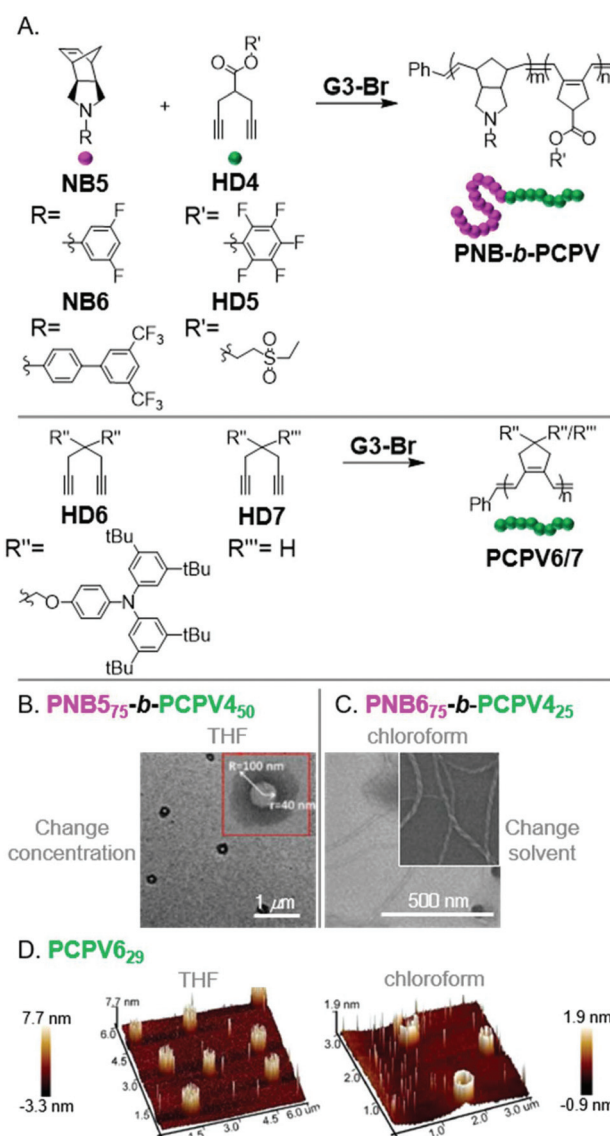 A.
R'
O
O
N
R
NB5
+
HD4
G3-Br
Ph
m
n
N
R
O
O
R'
PNB-b-PCPV
R=
F
F
NB6
R'=
F
F
F
F
F
HD5
R=
CF3
CF3
R'=
O
S
O
R'' R''
HD6
R'' R'''
HD7
G3-Br
R'' R''/R'''
Ph
n
PCPV6/7
R''=
R'''= H
tBu
tBu
O
N
tBu
tBu
B. PNB575-b-PCPV450
THF
Change
concentration
R=100 nm
r=40 nm
1 μm
C. PNB675-b-PCPV425
chloroform
Change
solvent
500 nm
D. PCPV629
THF
7.7 nm
-3.3 nm
7.7 nm
6.0
4.5
3.0
1.5
1.5
3.0
4.5
6.0 um
chloroform
1.9 nm
3.0
2.0
1.0
1.0
2.0
3.0 um
1.9 nm
-0.9 nm